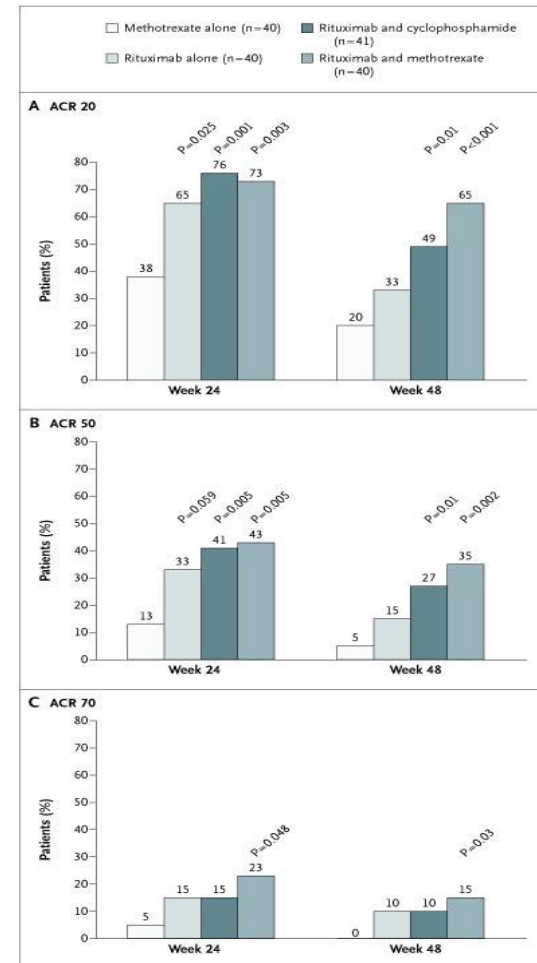 Methotrexate alone (n=40)
Rituximab and cyclophosphamide
(n=41)
Rituximab alone (n=40)
Rituximab and methotrexate
(n=40)
A ACR 20
P=0.025 P=0.001 P=0.003 P=0.01 P<0.001
Patients (%)
80
70
60
50
40
30
20
10
0
38 65 76 73 20 33 49 65
Week 24 Week 48
B ACR 50
P=0.059 P=0.005 P=0.005 P=0.01 P=0.002
Patients (%)
80
70
60
50
40
30
20
10
0
13 33 41 43 5 15 27 35
Week 24 Week 48
C ACR 70
P=0.048 P=0.03
Patients (%)
80
70
60
50
40
30
20
10
0
5 15 15 23 0 10 10 15
Week 24 Week 48